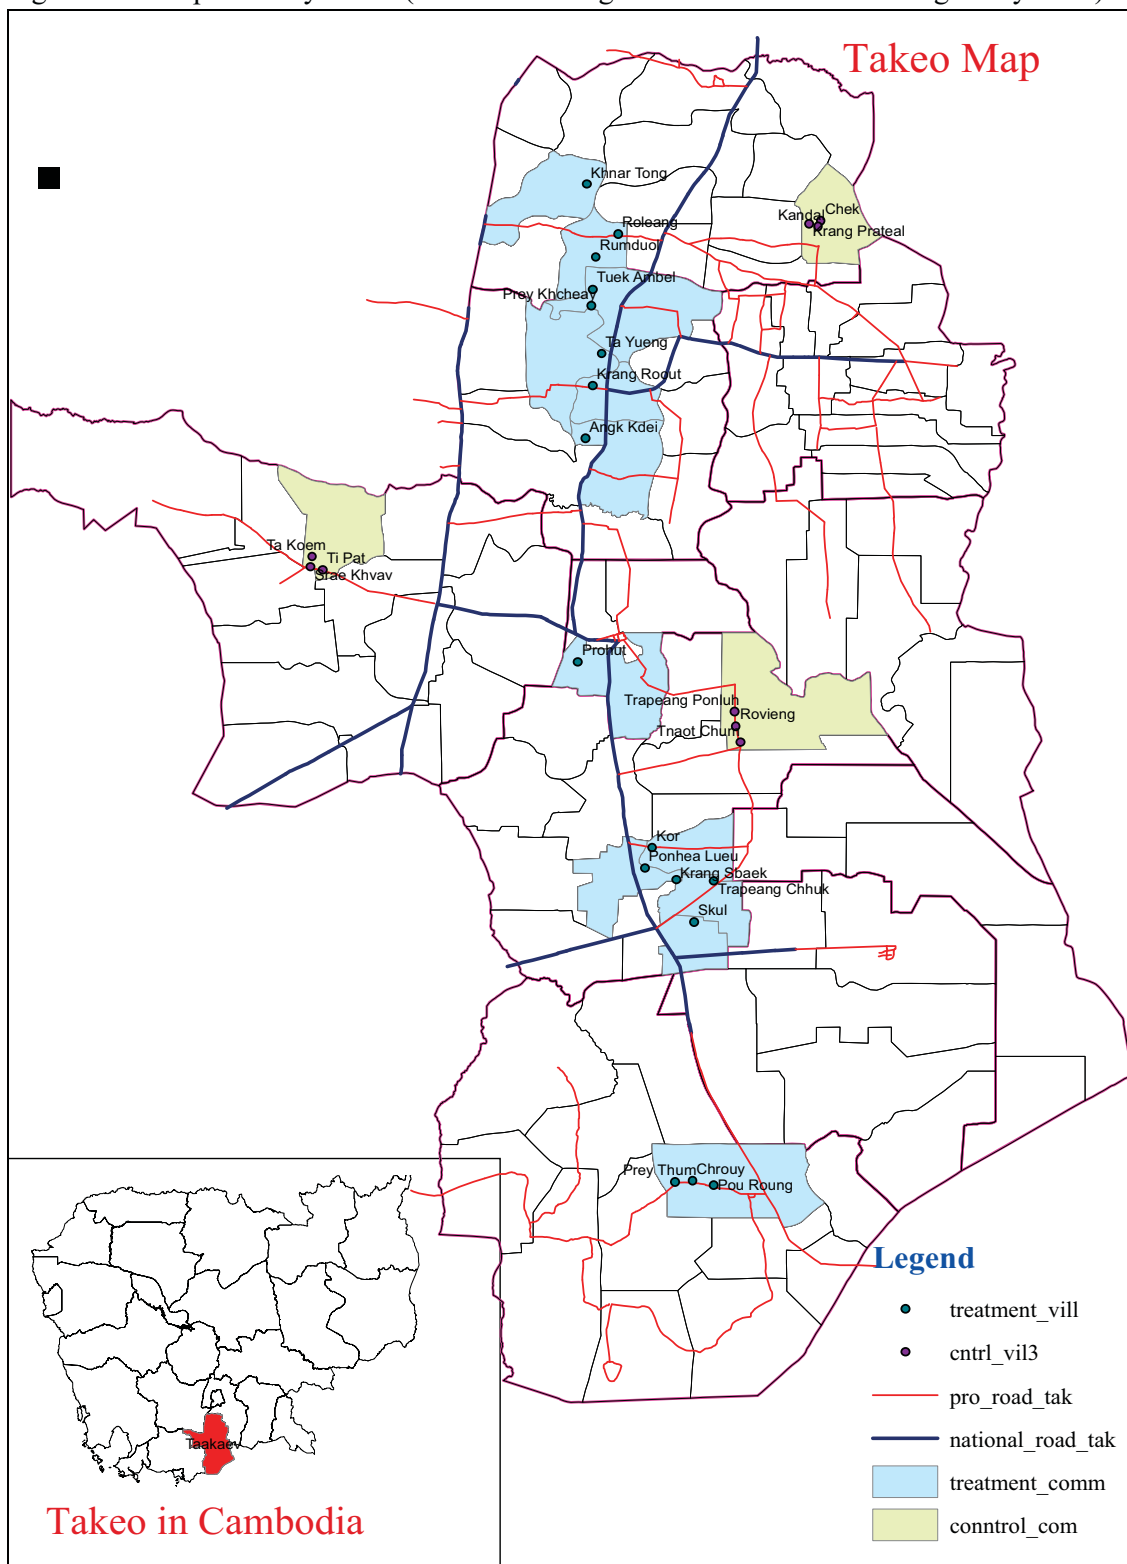 Takeo Map
Khnar Tong
Chek
Kandal
Krang Prateal
Roleang
Rumduol
Tuek Ambel
Prey Khcheay
Ta Yueng
Krang Roout
Angk Kdei
Ta Koem
Ti Pat
Srae Khvav
Prohut
Trapeang Ponluh
Rovieng
Tnaot Chum
Kor
Ponhea Lueu
Krang Sbaek
Trapeang Chhuk
Skul
Prey Thum
Chrouy
Pou Roung
Legend
treatment_vill
cntrl_vil3
pro_road_tak
national_road_tak
treatment_comm
conntrol_com
Taakaev
Takeo in Cambodia